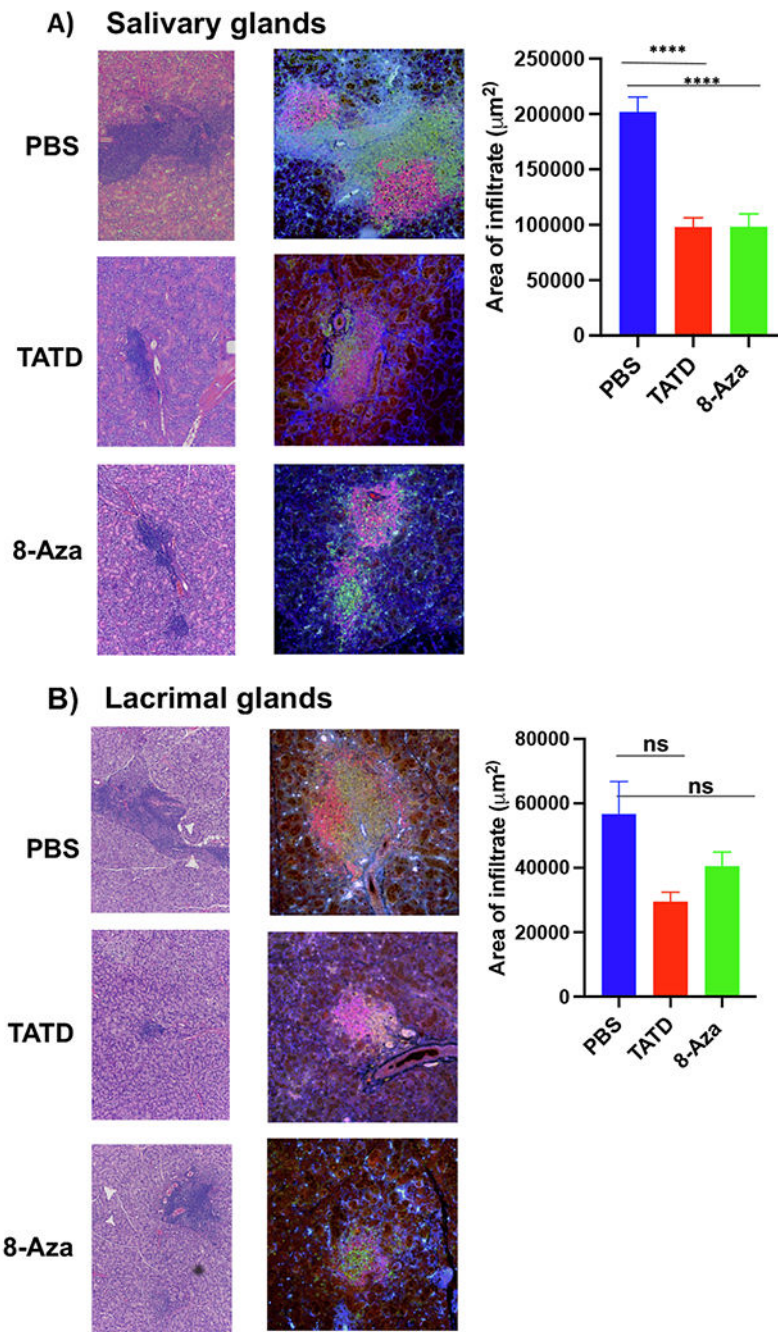 A) Salivary glands
PBS
TATD
8-Aza
Area of infiltrate (μm²)
250000
200000
150000
100000
50000
0
****
****
PBS
TATD
8-Aza
B) Lacrimal glands
PBS
TATD
8-Aza
Area of infiltrate (μm²)
80000
60000
40000
20000
0
ns
ns
PBS
TATD
8-Aza